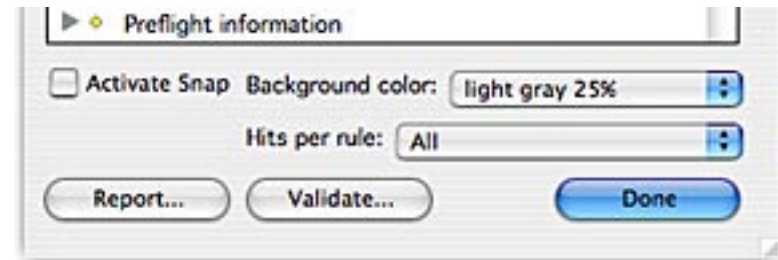 Preflight information
Activate Snap Background color: light gray 25%
Hits per rule: All
Report... Validate... Done